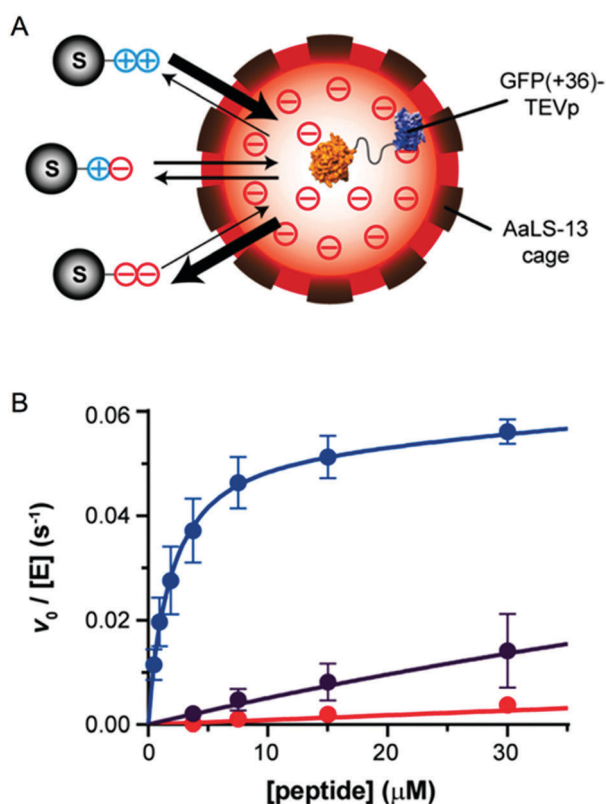 A
S
++
GFP(+36)-
TEVp
S
+−
AaLS-13
cage
S
−−
B
0.06
0.04
0.02
0.00
v₀ / [E] (s⁻¹)
0 10 20 30
[peptide] (μM)